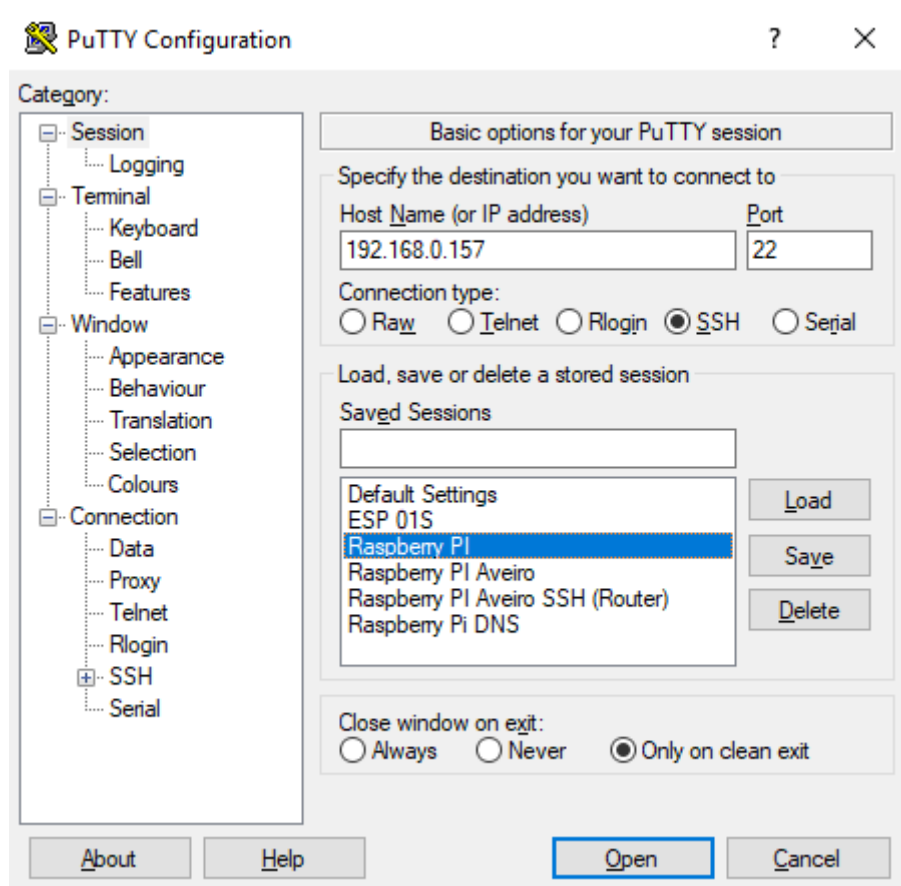 PuTTY Configuration
?
Category:
Session
Logging
Terminal
Keyboard
Bell
Features
Window
Appearance
Behaviour
Translation
Selection
Colours
Connection
Data
Proxy
Telnet
Rlogin
SSH
Serial
Basic options for your PuTTY session
Specify the destination you want to connect to
Host Name (or IP address) Port
192.168.0.157 22
Connection type:
Raw Telnet Rlogin SSH Serial
Load, save or delete a stored session
Saved Sessions
Default Settings
ESP 01S
Raspberry PI
Raspberry PI Aveiro
Raspberry PI Aveiro SSH (Router)
Raspberry Pi DNS
Load
Save
Delete
Close window on exit:
Always Never Only on clean exit
About Help Open Cancel